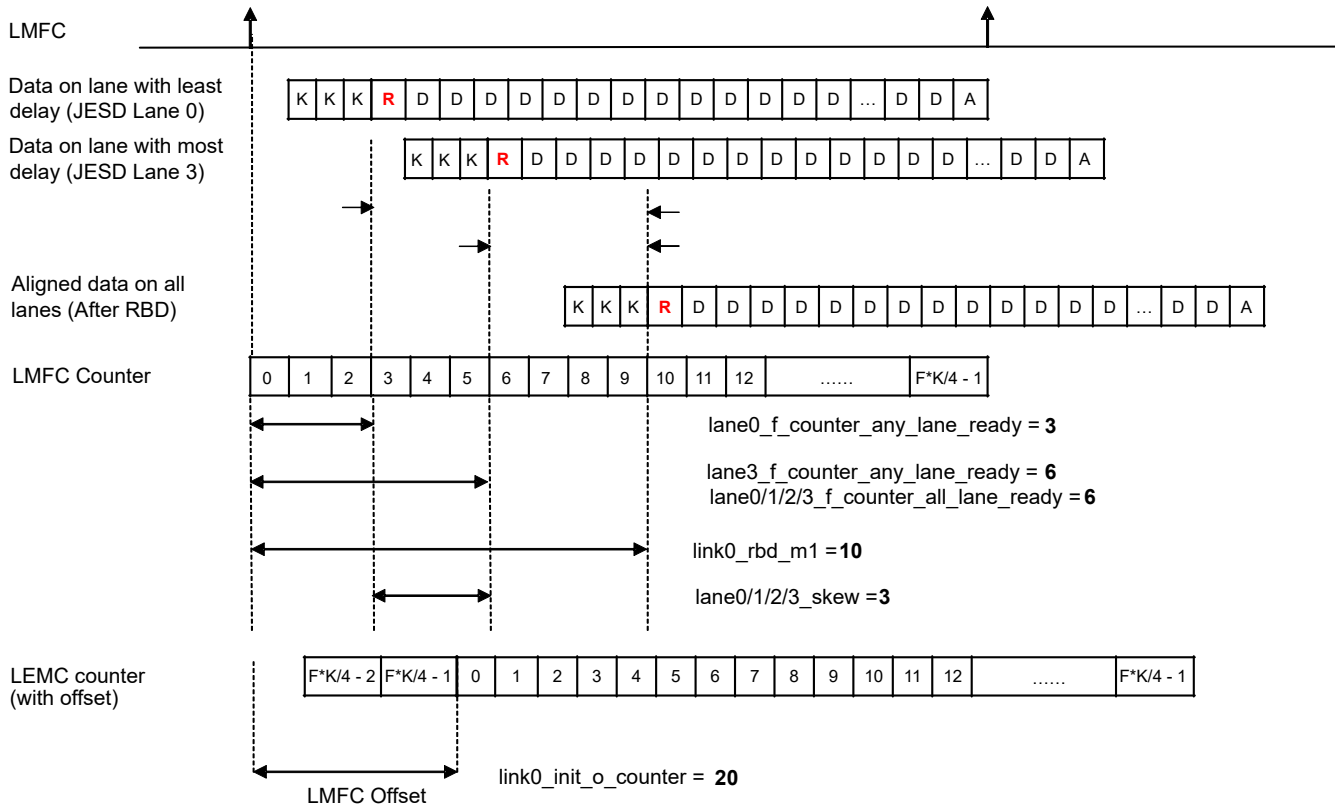 LMFC
Data on lane with least
delay (JESD Lane 0)
K K K R D D D D D D D D D D D D D … D D A
Data on lane with most
delay (JESD Lane 3)
K K K R D D D D D D D D D D D D D … D D A
Aligned data on all
lanes (After RBD)
K K K R D D D D D D D D D D D D D … D D A
LMFC Counter
0 1 2 3 4 5 6 7 8 9 10 11 12 …… F*K/4 - 1
lane0_f_counter_any_lane_ready = 3
lane3_f_counter_any_lane_ready = 6
lane0/1/2/3_f_counter_all_lane_ready = 6
link0_rbd_m1 = 10
lane0/1/2/3_skew = 3
LEMC counter
(with offset)
F*K/4 - 2 F*K/4 - 1 0 1 2 3 4 5 6 7 8 9 10 11 12 …… F*K/4 - 1
link0_init_o_counter = 20
LMFC Offset